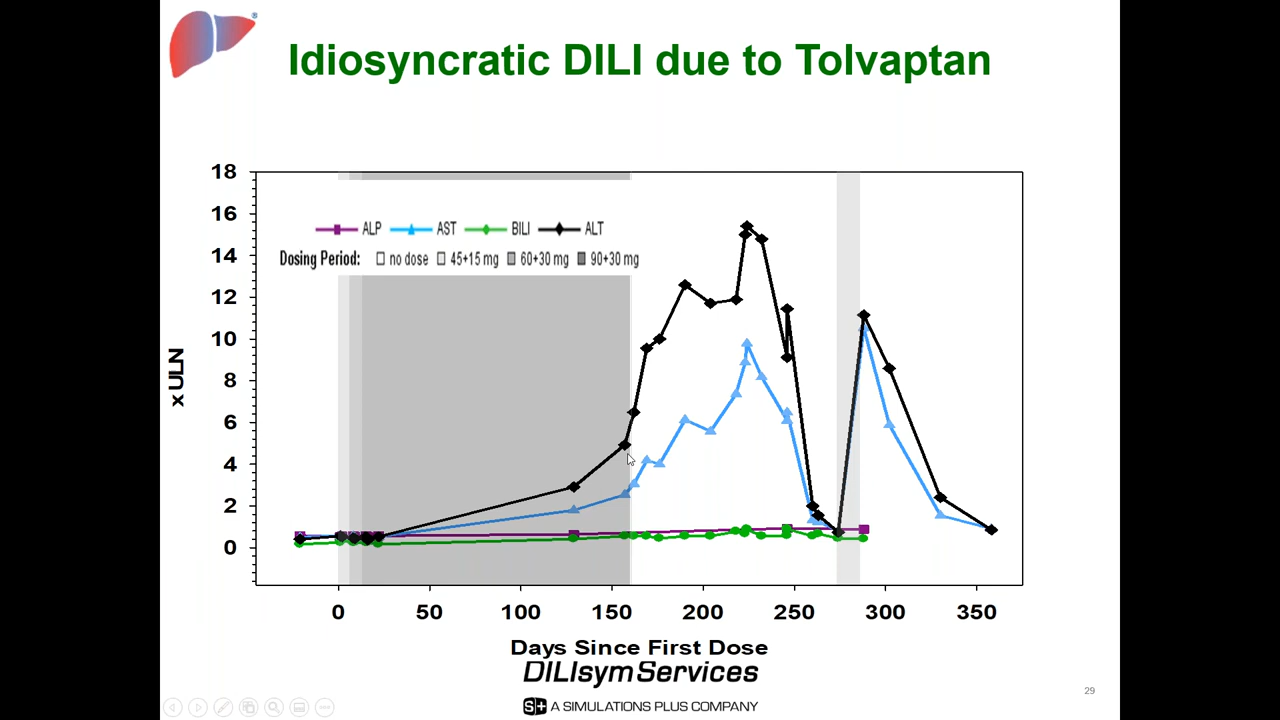 Idiosyncratic DILI due to Tolvaptan
18
16
14
12
10
8
6
4
2
0
x ULN
ALP AST BILI ALT
Dosing Period: no dose 45+15 mg 60+30 mg 90+30 mg
0 50 100 150 200 250 300 350
Days Since First Dose
DILIsym Services
S+ A SIMULATIONS PLUS COMPANY
29